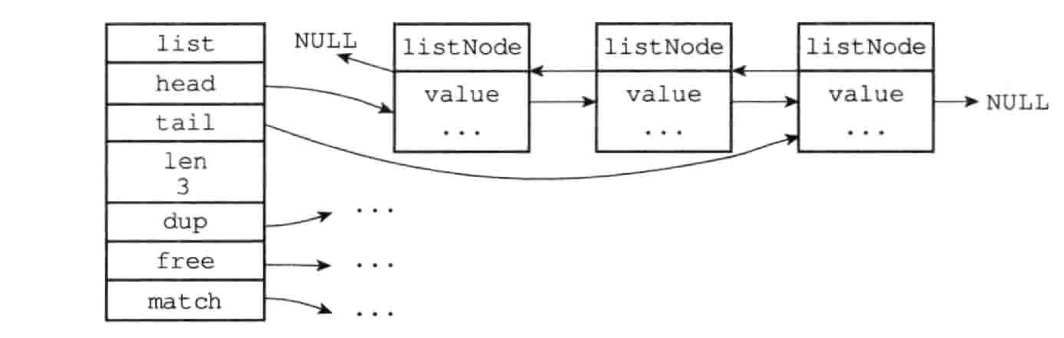 list
head
tail
len
3
dup
free
match
NULL
listNode
value
...
listNode
value
...
listNode
value
...
NULL
...
...
...